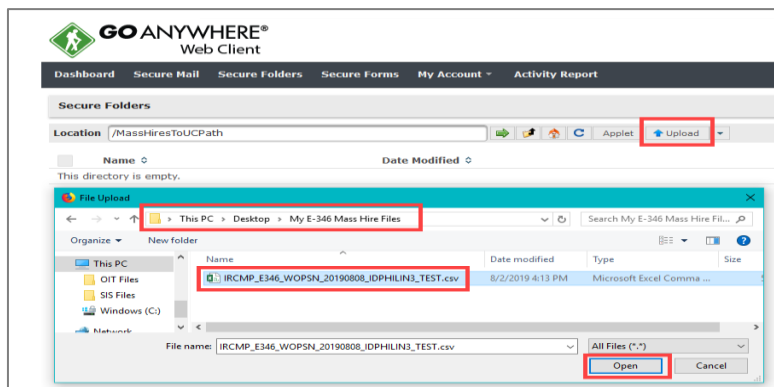 GO ANYWHERE®
Web Client
Dashboard Secure Mail Secure Folders Secure Forms My Account Activity Report
Secure Folders
Location /MassHiresToUCPath Applet Upload
Name Date Modified
This directory is empty.
File Upload
This PC > Desktop > My E-346 Mass Hire Files Search My E-346 Mass Hire Fil...
Organize New folder ?
This PC Name Date modified Type Size
OIT Files IRCMP_E346_WOPSN_20190808_IDPHILIN3_TEST.csv 8/2/2019 4:13 PM Microsoft Excel Comma ...
SIS Files
Windows (C:)
Network
File name: IRCMP_E346_WOPSN_20190808_IDPHILIN3_TEST.csv All Files (*.*)
Open Cancel